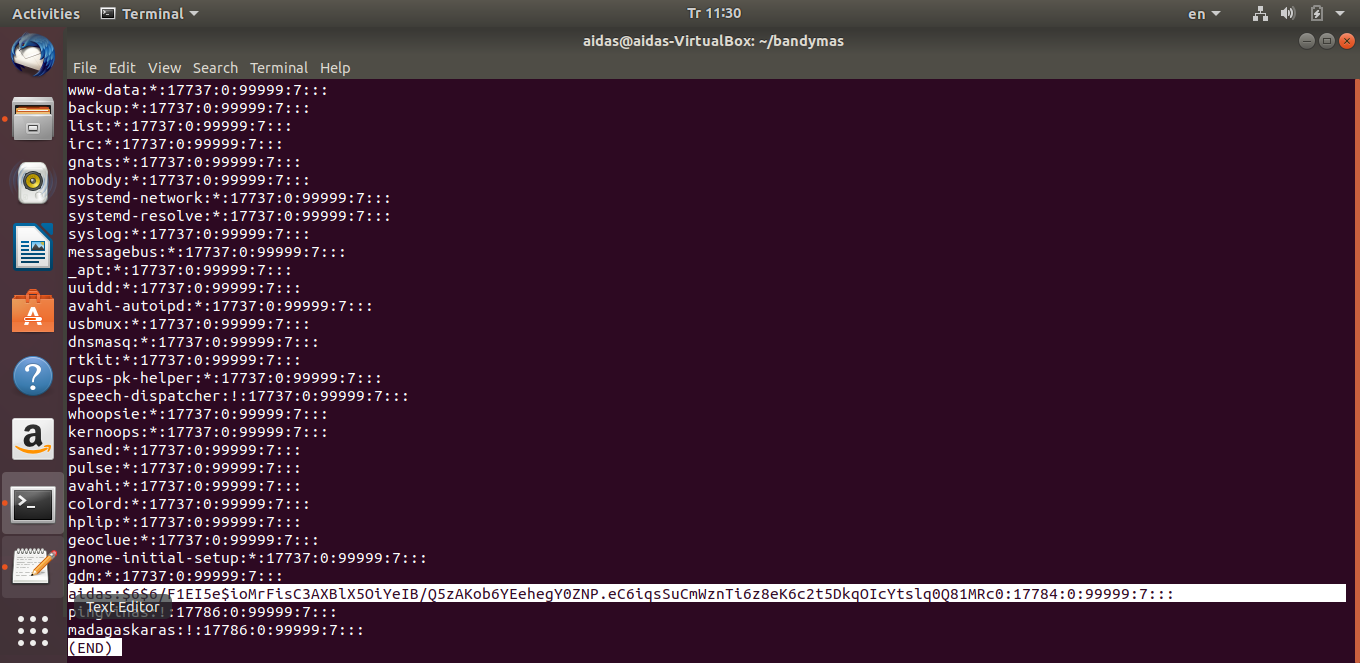 Activities Terminal Tr 11:30 en
aidas@aidas-VirtualBox: ~/bandymas
File Edit View Search Terminal Help
www-data:*:17737:0:99999:7:::
backup:*:17737:0:99999:7:::
list:*:17737:0:99999:7:::
irc:*:17737:0:99999:7:::
gnats:*:17737:0:99999:7:::
nobody:*:17737:0:99999:7:::
systemd-network:*:17737:0:99999:7:::
systemd-resolve:*:17737:0:99999:7:::
syslog:*:17737:0:99999:7:::
messagebus:*:17737:0:99999:7:::
_apt:*:17737:0:99999:7:::
uuidd:*:17737:0:99999:7:::
avahi-autoipd:*:17737:0:99999:7:::
usbmux:*:17737:0:99999:7:::
dnsmasq:*:17737:0:99999:7:::
rtkit:*:17737:0:99999:7:::
cups-pk-helper:*:17737:0:99999:7:::
speech-dispatcher:!:17737:0:99999:7:::
whoopsie:*:17737:0:99999:7:::
kernoops:*:17737:0:99999:7:::
saned:*:17737:0:99999:7:::
pulse:*:17737:0:99999:7:::
avahi:*:17737:0:99999:7:::
colord:*:17737:0:99999:7:::
hplip:*:17737:0:99999:7:::
geoclue:*:17737:0:99999:7:::
gnome-initial-setup:*:17737:0:99999:7:::
gdm:*:17737:0:99999:7:::
aidas:$6$6/F1EI5e$ioMrFisC3AXBlX5OiYeIB/Q5zAKob6YEehegY0ZNP.eC6iqsSuCmWznTi6z8eK6c2t5DkqOIcYtslq0Q81MRc0:17784:0:99999:7:::
Text Editor
pingvinas:!:17786:0:99999:7:::
madagaskaras:!:17786:0:99999:7:::
(END)